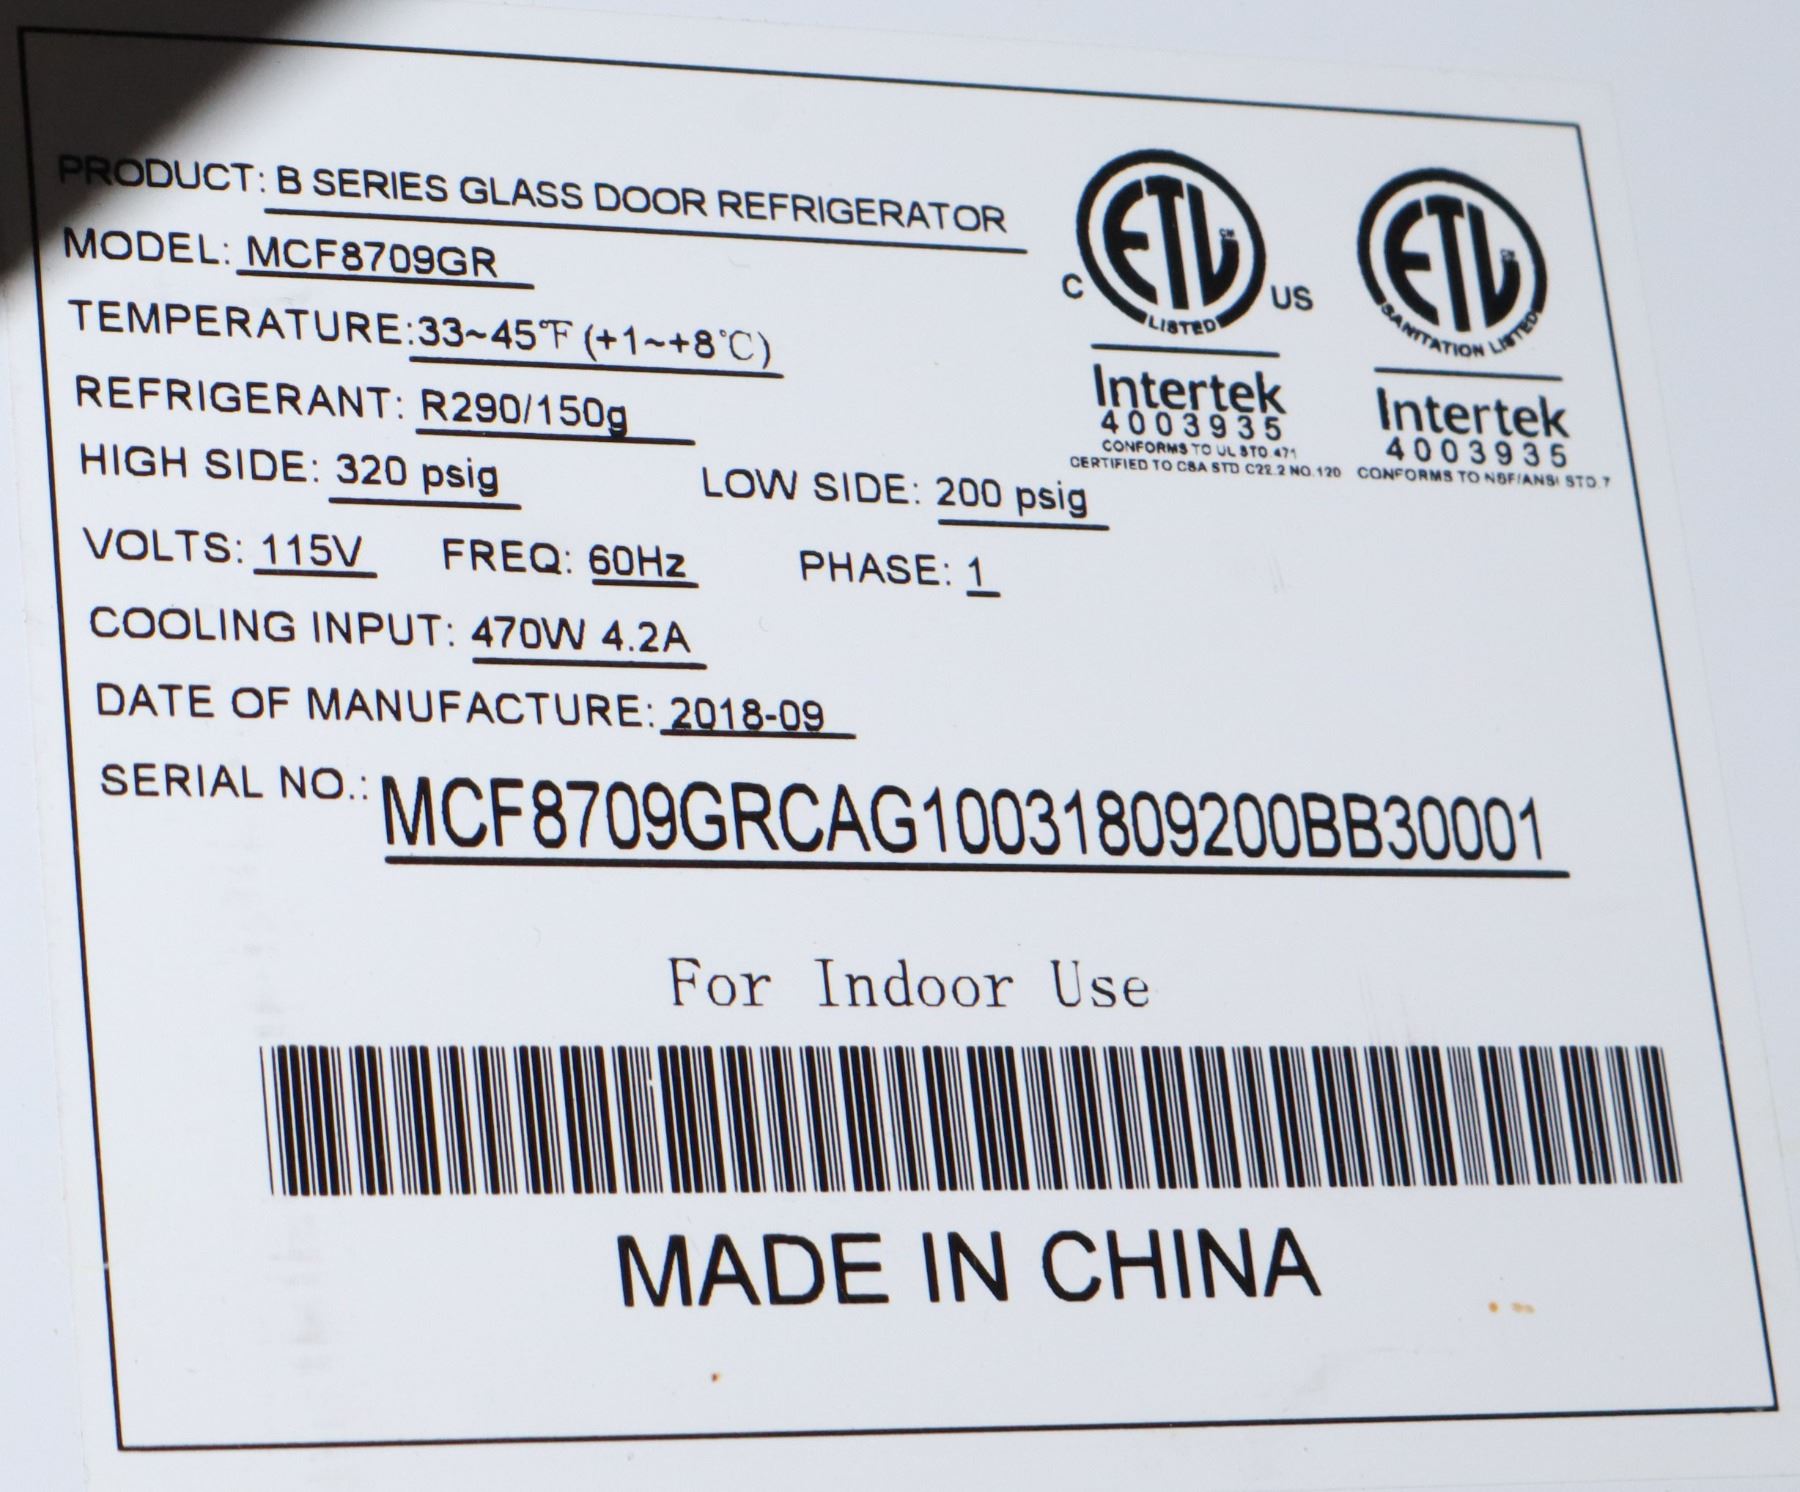 PRODUCT: B SERIES GLASS DOOR REFRIGERATOR
MODEL: MCF8709GR
TEMPERATURE:33~45℉ (+1~+8℃)
REFRIGERANT: R290/150g
HIGH SIDE: 320 psig LOW SIDE: 200 psig
VOLTS: 115V FREQ: 60Hz PHASE: 1
COOLING INPUT: 470W 4.2A
DATE OF MANUFACTURE: 2018-09
SERIAL NO.: MCF8709GRCAG10031809200BB30001
C ETL CM US
LISTED
Intertek
4003935
CONFORMS TO UL STD.471
CERTIFIED TO CSA STD C22.2 NO.120
ETL CM
SANITATION LISTED
Intertek
4003935
CONFORMS TO NSF/ANSI STD.7
For Indoor Use
MADE IN CHINA